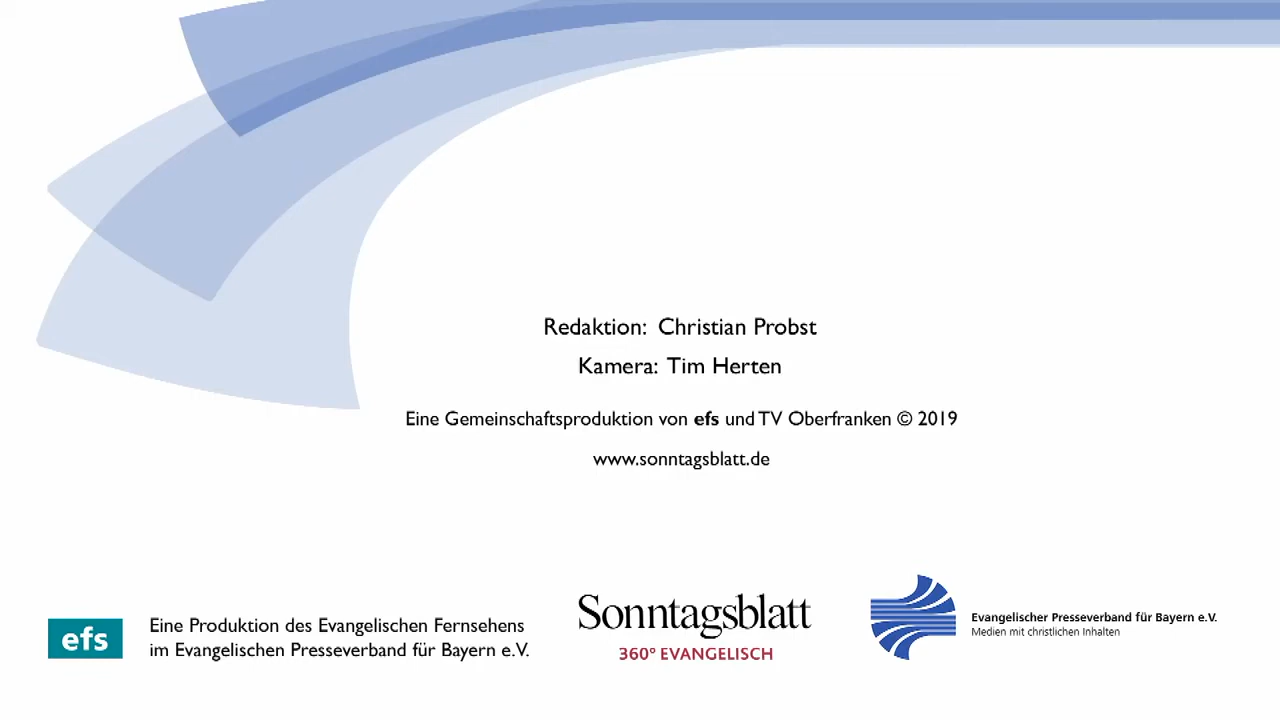 Redaktion: Christian Probst
Kamera: Tim Herten
Eine Gemeinschaftsproduktion von efs und TV Oberfranken © 2019
www.sonntagsblatt.de
efs
Eine Produktion des Evangelischen Fernsehens
im Evangelischen Presseverband für Bayern e.V.
Sonntagsblatt
360° EVANGELISCH
Evangelischer Presseverband für Bayern e.V.
Medien mit christlichen Inhalten